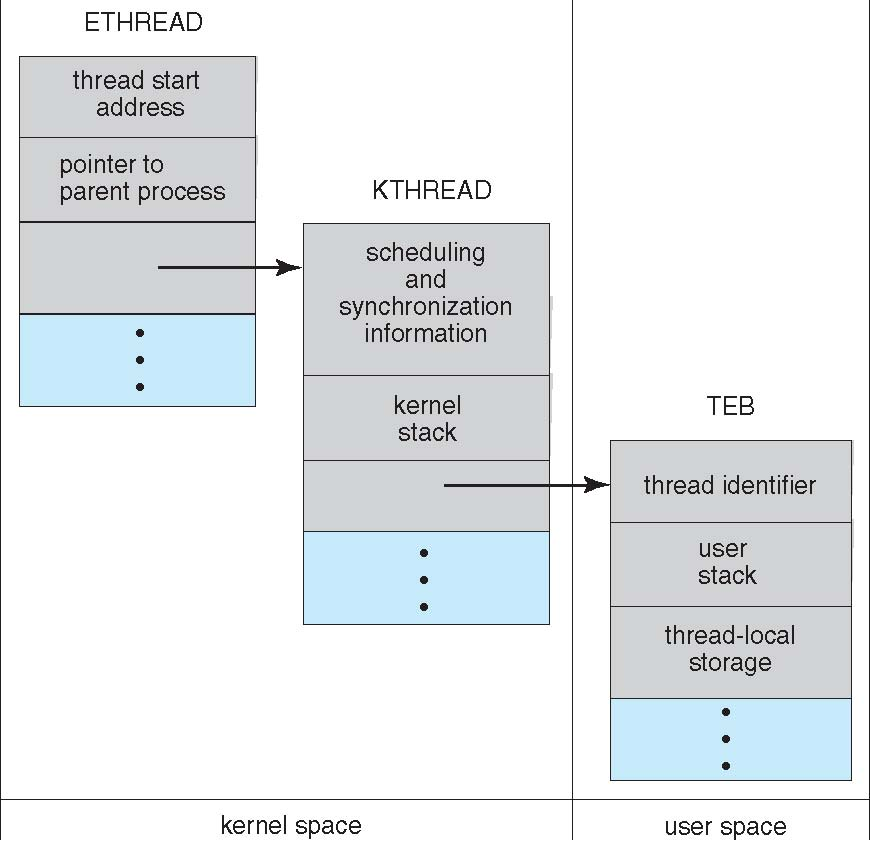 ETHREAD
thread start
address
pointer to
parent process
KTHREAD
scheduling
and
synchronization
information
kernel
stack
TEB
thread identifier
user
stack
thread-local
storage
kernel space
user space